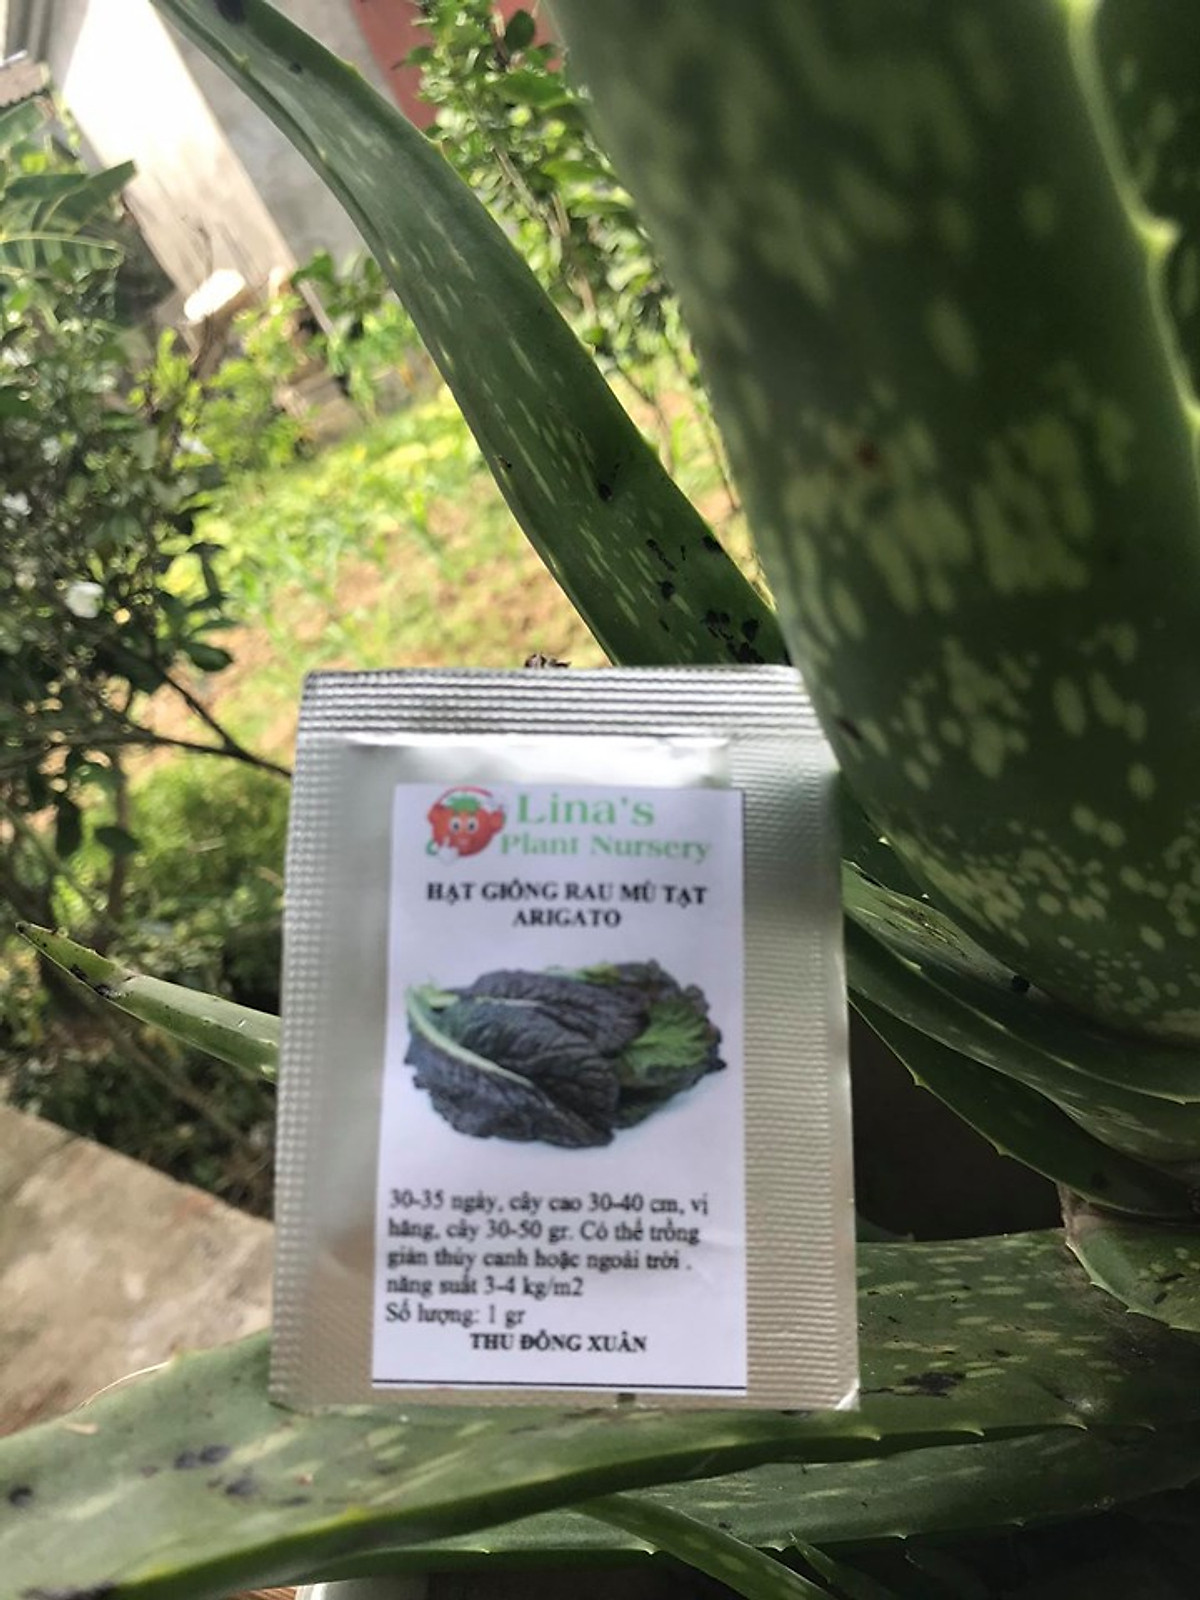 Lina's
Plant Nursery
HẠT GIỐNG RAU MÙ TẠT
ARIGATO
30-35 ngày, cây cao 30-40 cm, vị
hăng, cây 30-50 gr. Có thể trồng
giàn thủy canh hoặc ngoài trời .
năng suất 3-4 kg/m2
Số lượng: 1 gr
THU ĐÔNG XUÂN